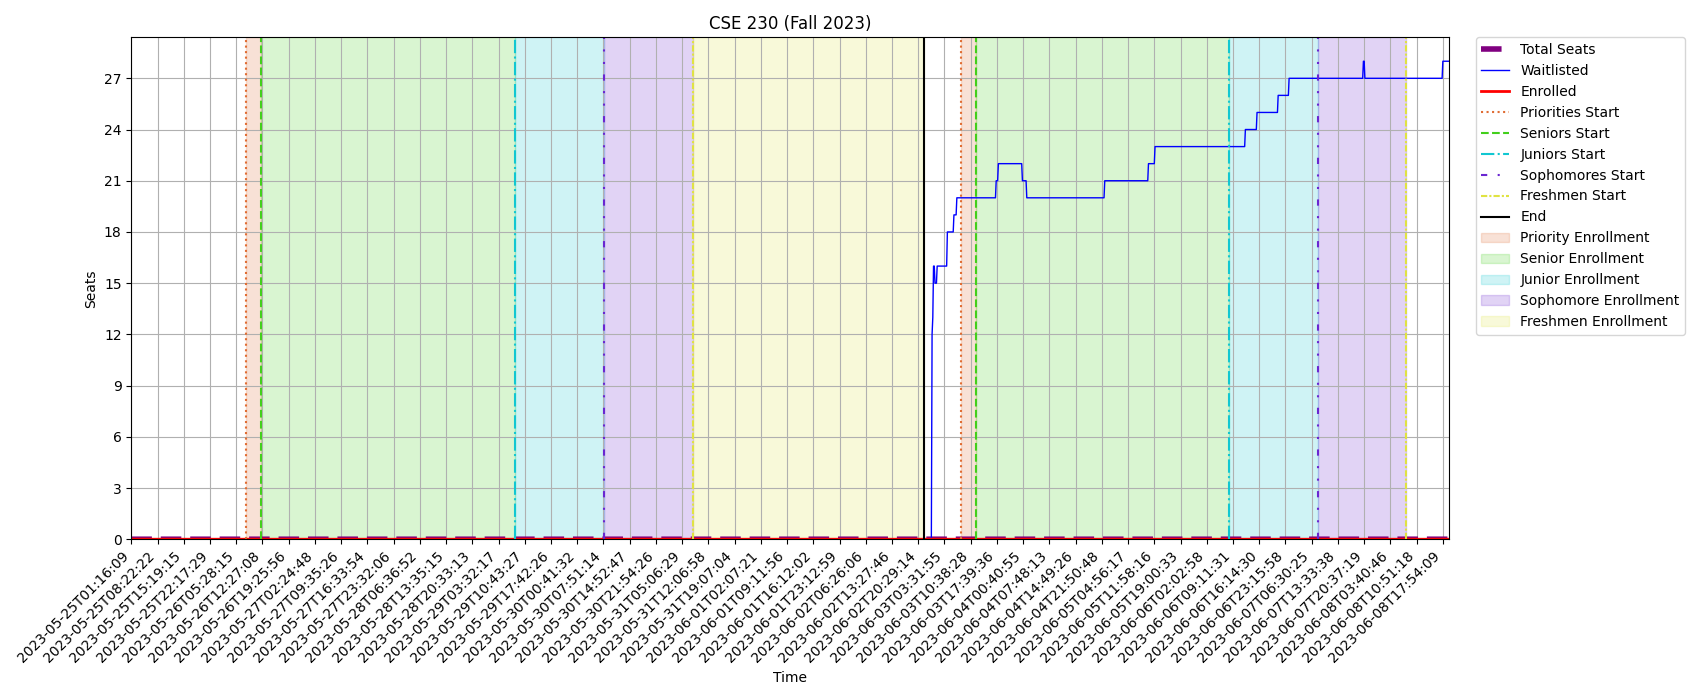 CSE 230 (Fall 2023)
Seats
27
24
21
18
15
12
9
6
3
0
2023-05-25T01:16:09
2023-05-25T08:22:22
2023-05-25T15:19:15
2023-05-25T22:17:29
2023-05-26T05:28:15
2023-05-26T12:27:08
2023-05-26T19:25:56
2023-05-27T02:24:48
2023-05-27T09:35:26
2023-05-27T16:33:54
2023-05-27T23:32:06
2023-05-28T06:36:52
2023-05-28T13:35:15
2023-05-28T20:33:13
2023-05-29T03:32:17
2023-05-29T10:43:27
2023-05-29T17:42:26
2023-05-30T00:41:32
2023-05-30T07:51:14
2023-05-30T14:52:47
2023-05-30T21:54:26
2023-05-31T05:06:29
2023-05-31T12:06:58
2023-05-31T19:07:04
2023-06-01T02:07:21
2023-06-01T09:11:56
2023-06-01T16:12:02
2023-06-01T23:12:59
2023-06-02T06:26:06
2023-06-02T13:27:46
2023-06-02T20:29:14
2023-06-03T03:31:55
2023-06-03T10:38:28
2023-06-03T17:39:36
2023-06-04T00:40:55
2023-06-04T07:48:13
2023-06-04T14:49:26
2023-06-04T21:50:48
2023-06-05T04:56:17
2023-06-05T11:58:16
2023-06-05T19:00:33
2023-06-06T02:02:58
2023-06-06T09:11:31
2023-06-06T16:14:30
2023-06-06T23:15:58
2023-06-07T06:30:25
2023-06-07T13:33:38
2023-06-07T20:37:19
2023-06-08T03:40:46
2023-06-08T10:51:18
2023-06-08T17:54:09
Time
Total Seats
Waitlisted
Enrolled
Priorities Start
Seniors Start
Juniors Start
Sophomores Start
Freshmen Start
End
Priority Enrollment
Senior Enrollment
Junior Enrollment
Sophomore Enrollment
Freshmen Enrollment